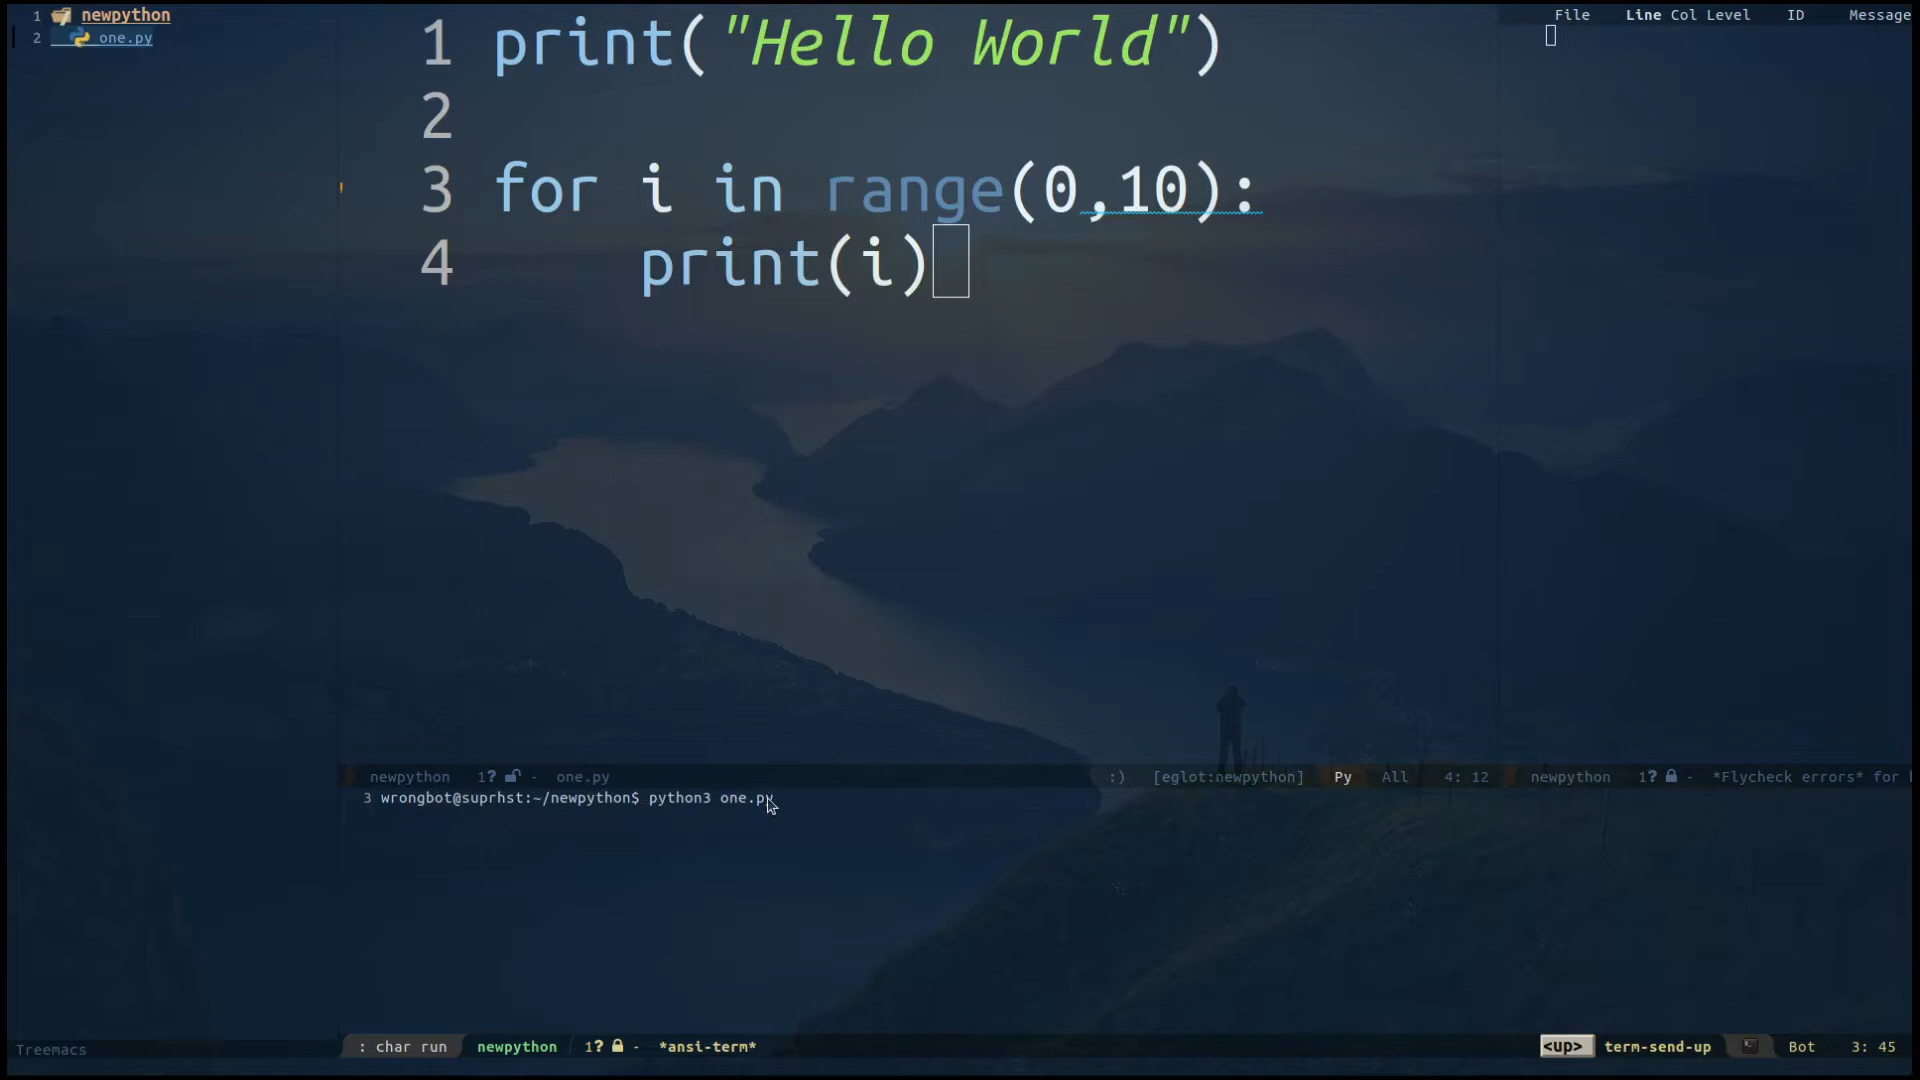 1 newpython
2 one.py
1 print("Hello World")
2
3 for i in range(0,10):
4 print(i)
File Line Col Level ID Message
newpython 1? - one.py :) [eglot:newpython] Py All 4: 12
newpython 1? - *Flycheck errors* for
3 wrongbot@suprhst:~/newpython$ python3 one.py
Treemacs
: char run newpython 1? - *ansi-term* <up> term-send-up Bot 3: 45